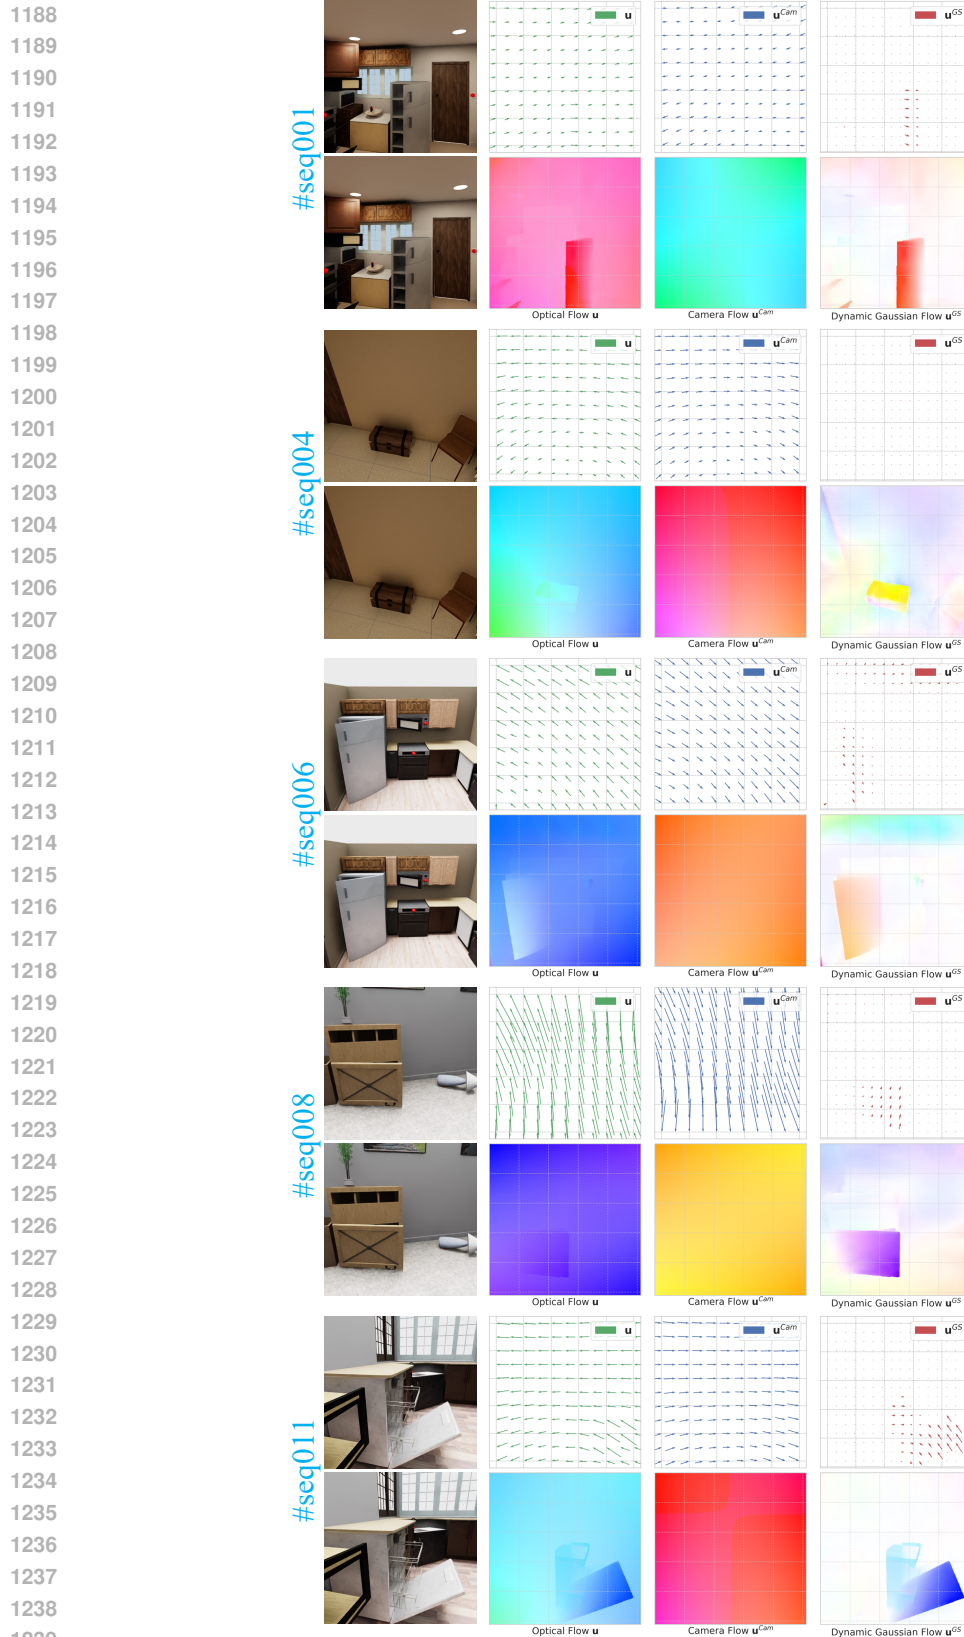 1188
1189
1190
1191
1192
1193
1194
1195
1196
1197
1198
1199
1200
1201
1202
1203
1204
1205
1206
1207
1208
1209
1210
1211
1212
1213
1214
1215
1216
1217
1218
1219
1220
1221
1222
1223
1224
1225
1226
1227
1228
1229
1230
1231
1232
1233
1234
1235
1236
1237
1238
#seq001
u
u^Cam
u^GS
Optical Flow u
Camera Flow u^Cam
Dynamic Gaussian Flow u^GS
#seq004
u
u^Cam
u^GS
Optical Flow u
Camera Flow u^Cam
Dynamic Gaussian Flow u^GS
#seq006
u
u^Cam
u^GS
Optical Flow u
Camera Flow u^Cam
Dynamic Gaussian Flow u^GS
#seq008
u
u^Cam
u^GS
Optical Flow u
Camera Flow u^Cam
Dynamic Gaussian Flow u^GS
#seq011
u
u^Cam
u^GS
Optical Flow u
Camera Flow u^Cam
Dynamic Gaussian Flow u^GS